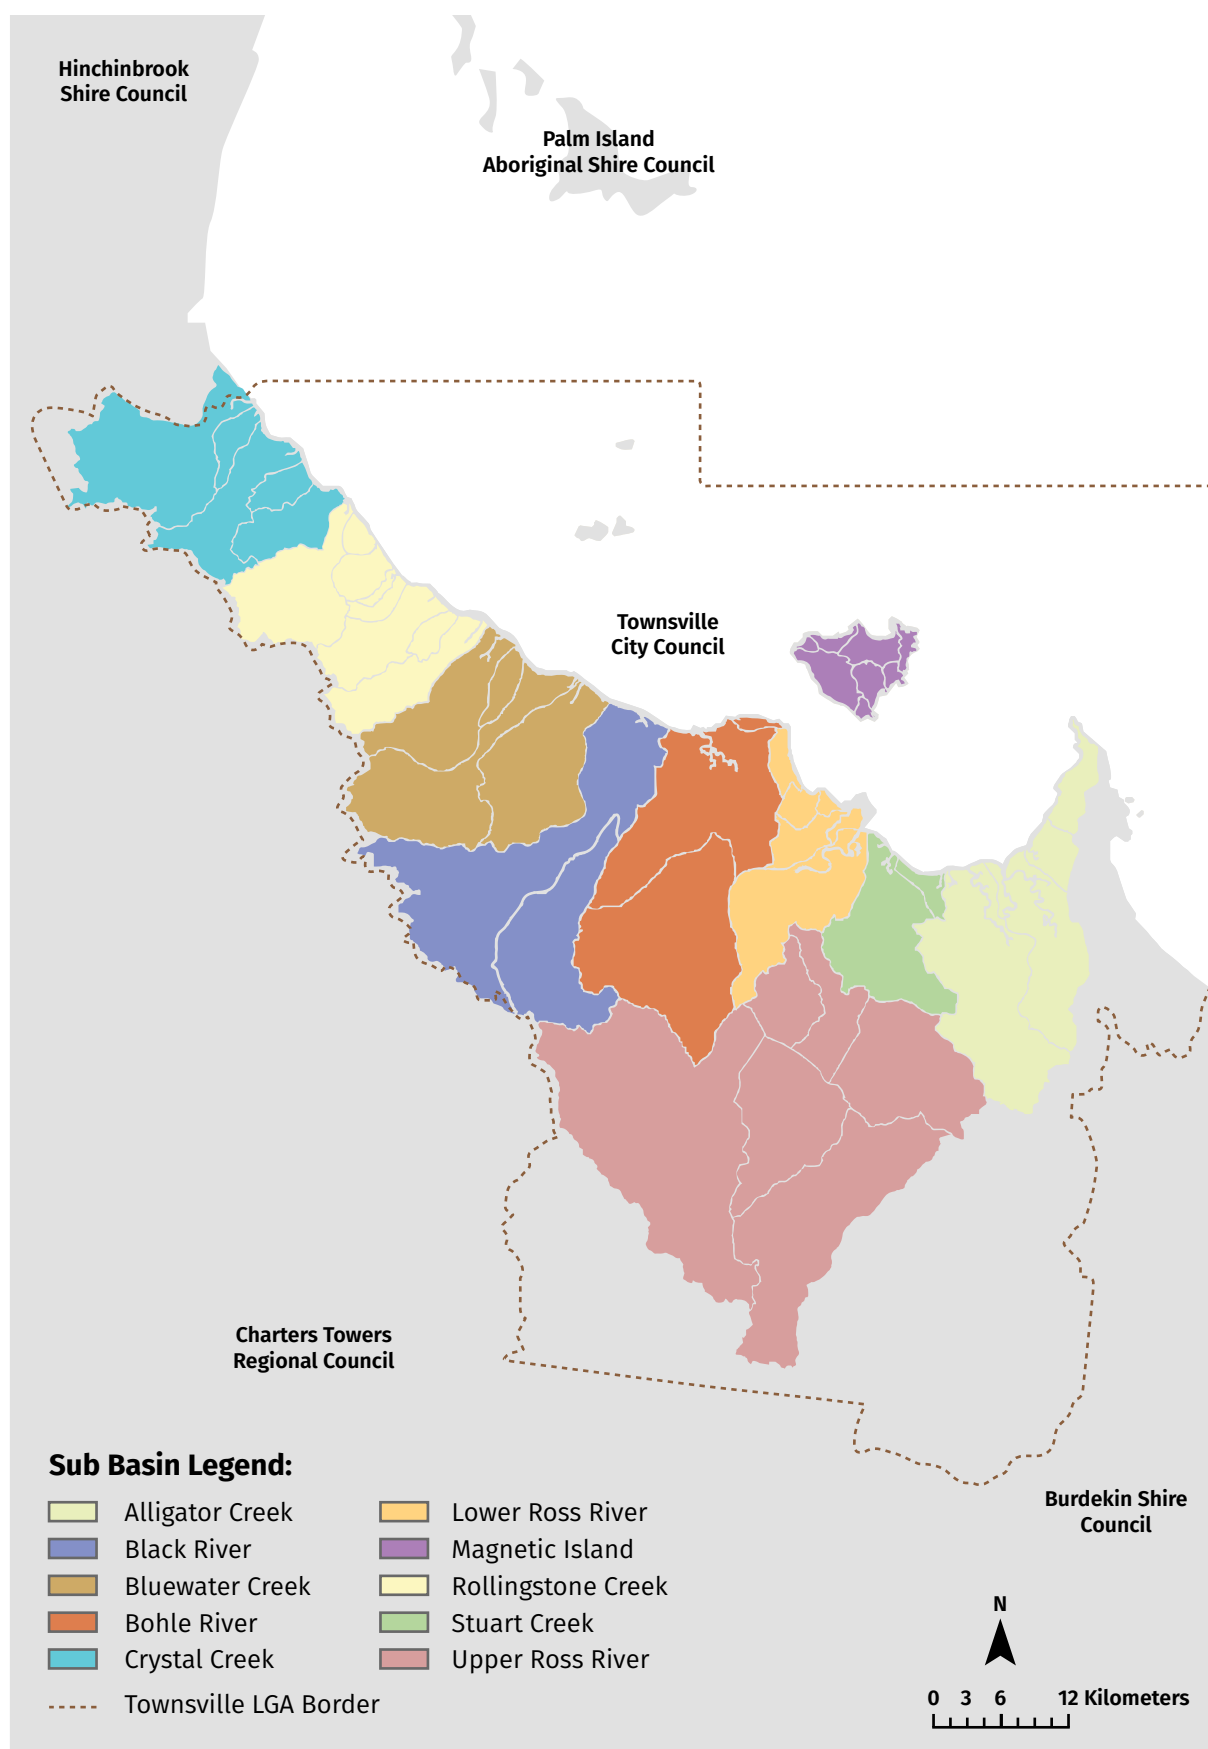 Hinchinbrook
Shire Council
Palm Island
Aboriginal Shire Council
Townsville
City Council
Charters Towers
Regional Council
Burdekin Shire
Council
Sub Basin Legend:
Alligator Creek
Black River
Bluewater Creek
Bohle River
Crystal Creek
Townsville LGA Border
Lower Ross River
Magnetic Island
Rollingstone Creek
Stuart Creek
Upper Ross River
N
0 3 6 12 Kilometers